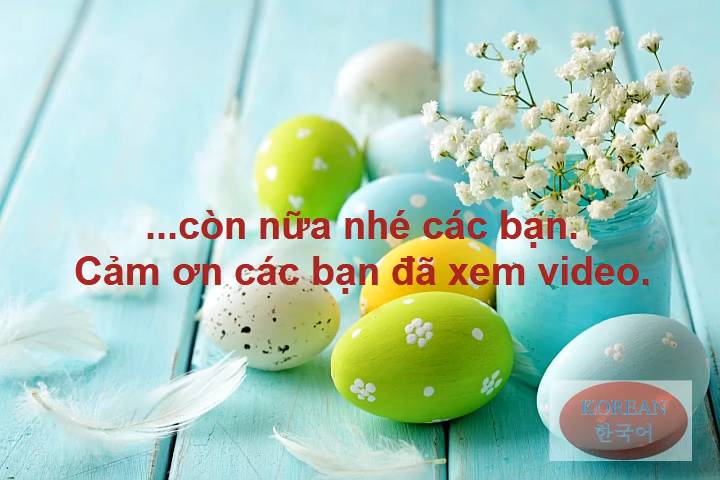 ...còn nữa nhé các bạn.
Cảm ơn các bạn đã xem video.
KOREAN
한국어